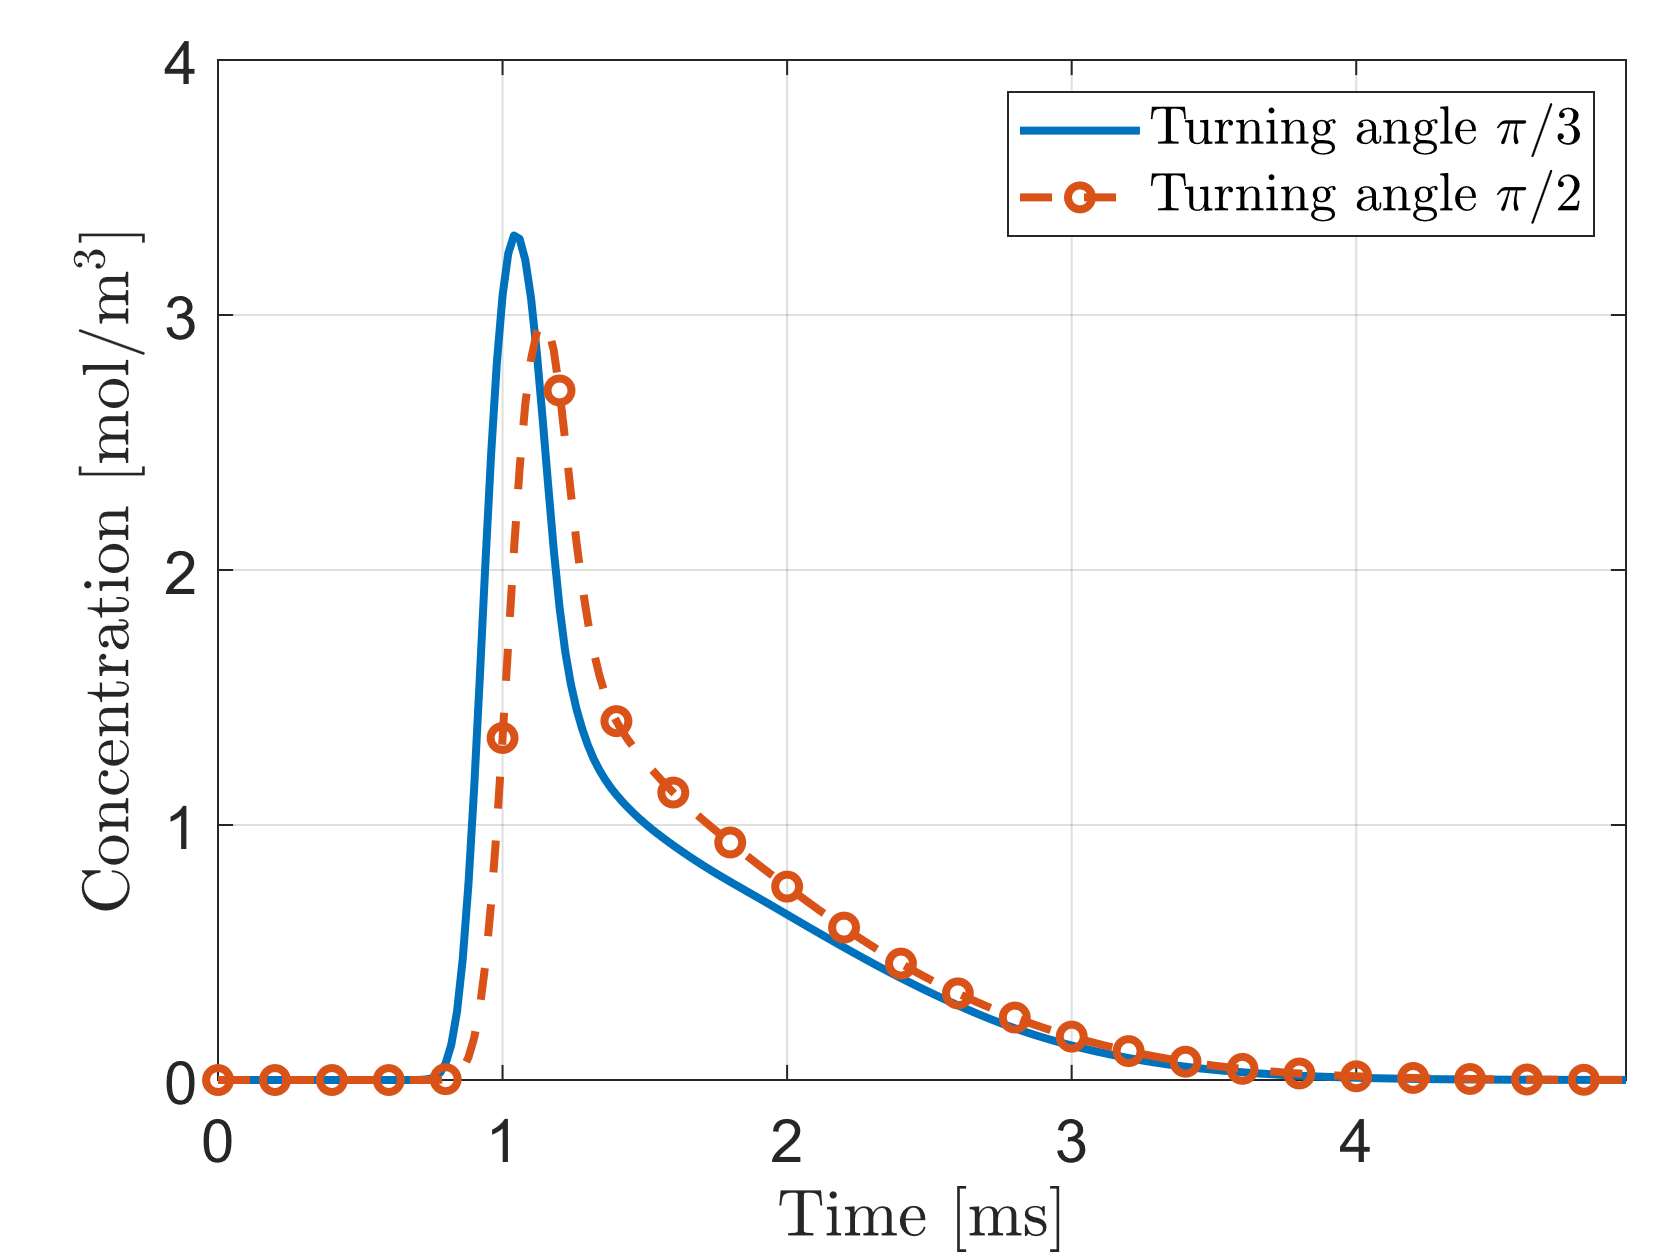 4
3
2
1
0
0 1 2 3 4
Concentration [mol/m³]
Time [ms]
Turning angle π/3
Turning angle π/2